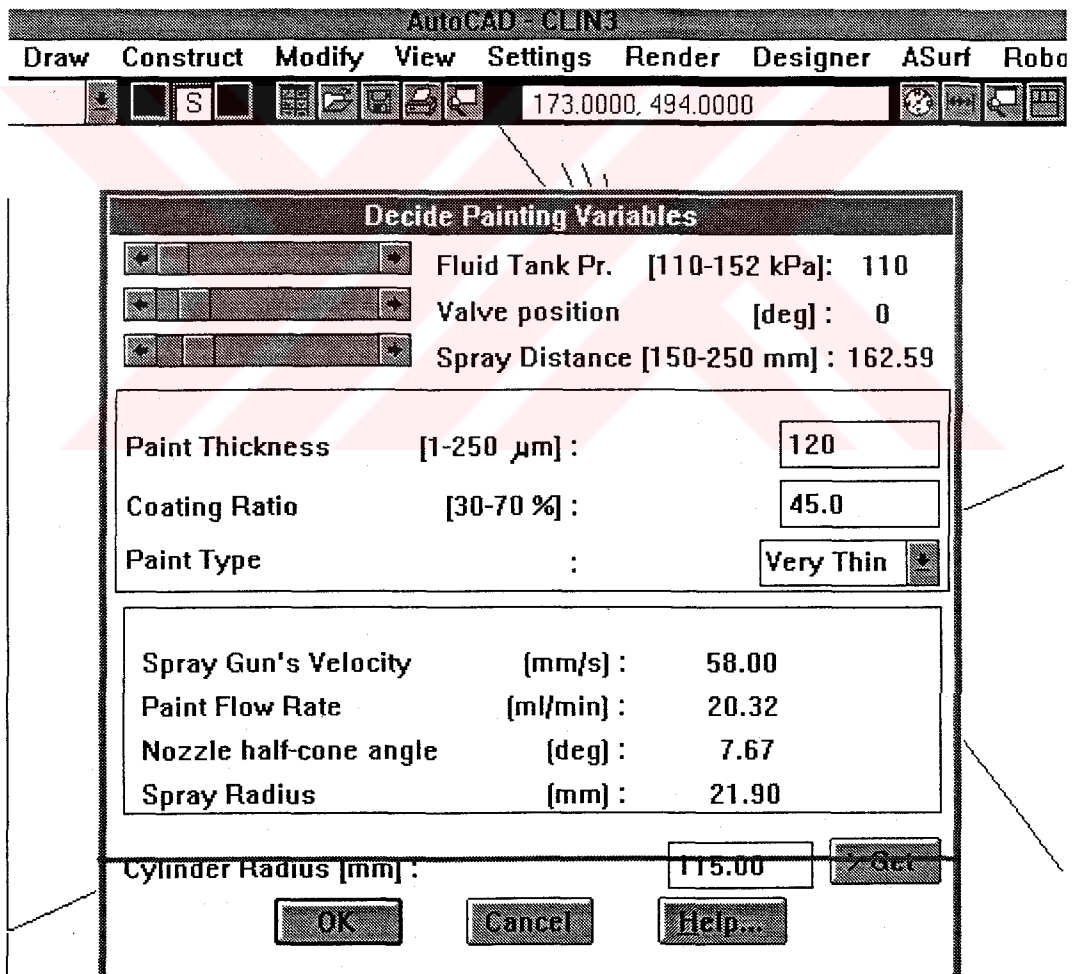 AutoCAD - CLIN3
Draw Construct Modify View Settings Render Designer ASurf Robo
S 173.0000, 494.0000
Decide Painting Variables
Fluid Tank Pr. [110-152 kPa]: 110
Valve position [deg] : 0
Spray Distance [150-250 mm] : 162.59
Paint Thickness [1-250 µm] : 120
Coating Ratio [30-70 %] : 45.0
Paint Type : Very Thin
Spray Gun's Velocity (mm/s) : 58.00
Paint Flow Rate (ml/min) : 20.32
Nozzle half-cone angle (deg) : 7.67
Spray Radius (mm) : 21.90
Cylinder Radius [mm] : 115.00 > Get
OK Cancel Help...